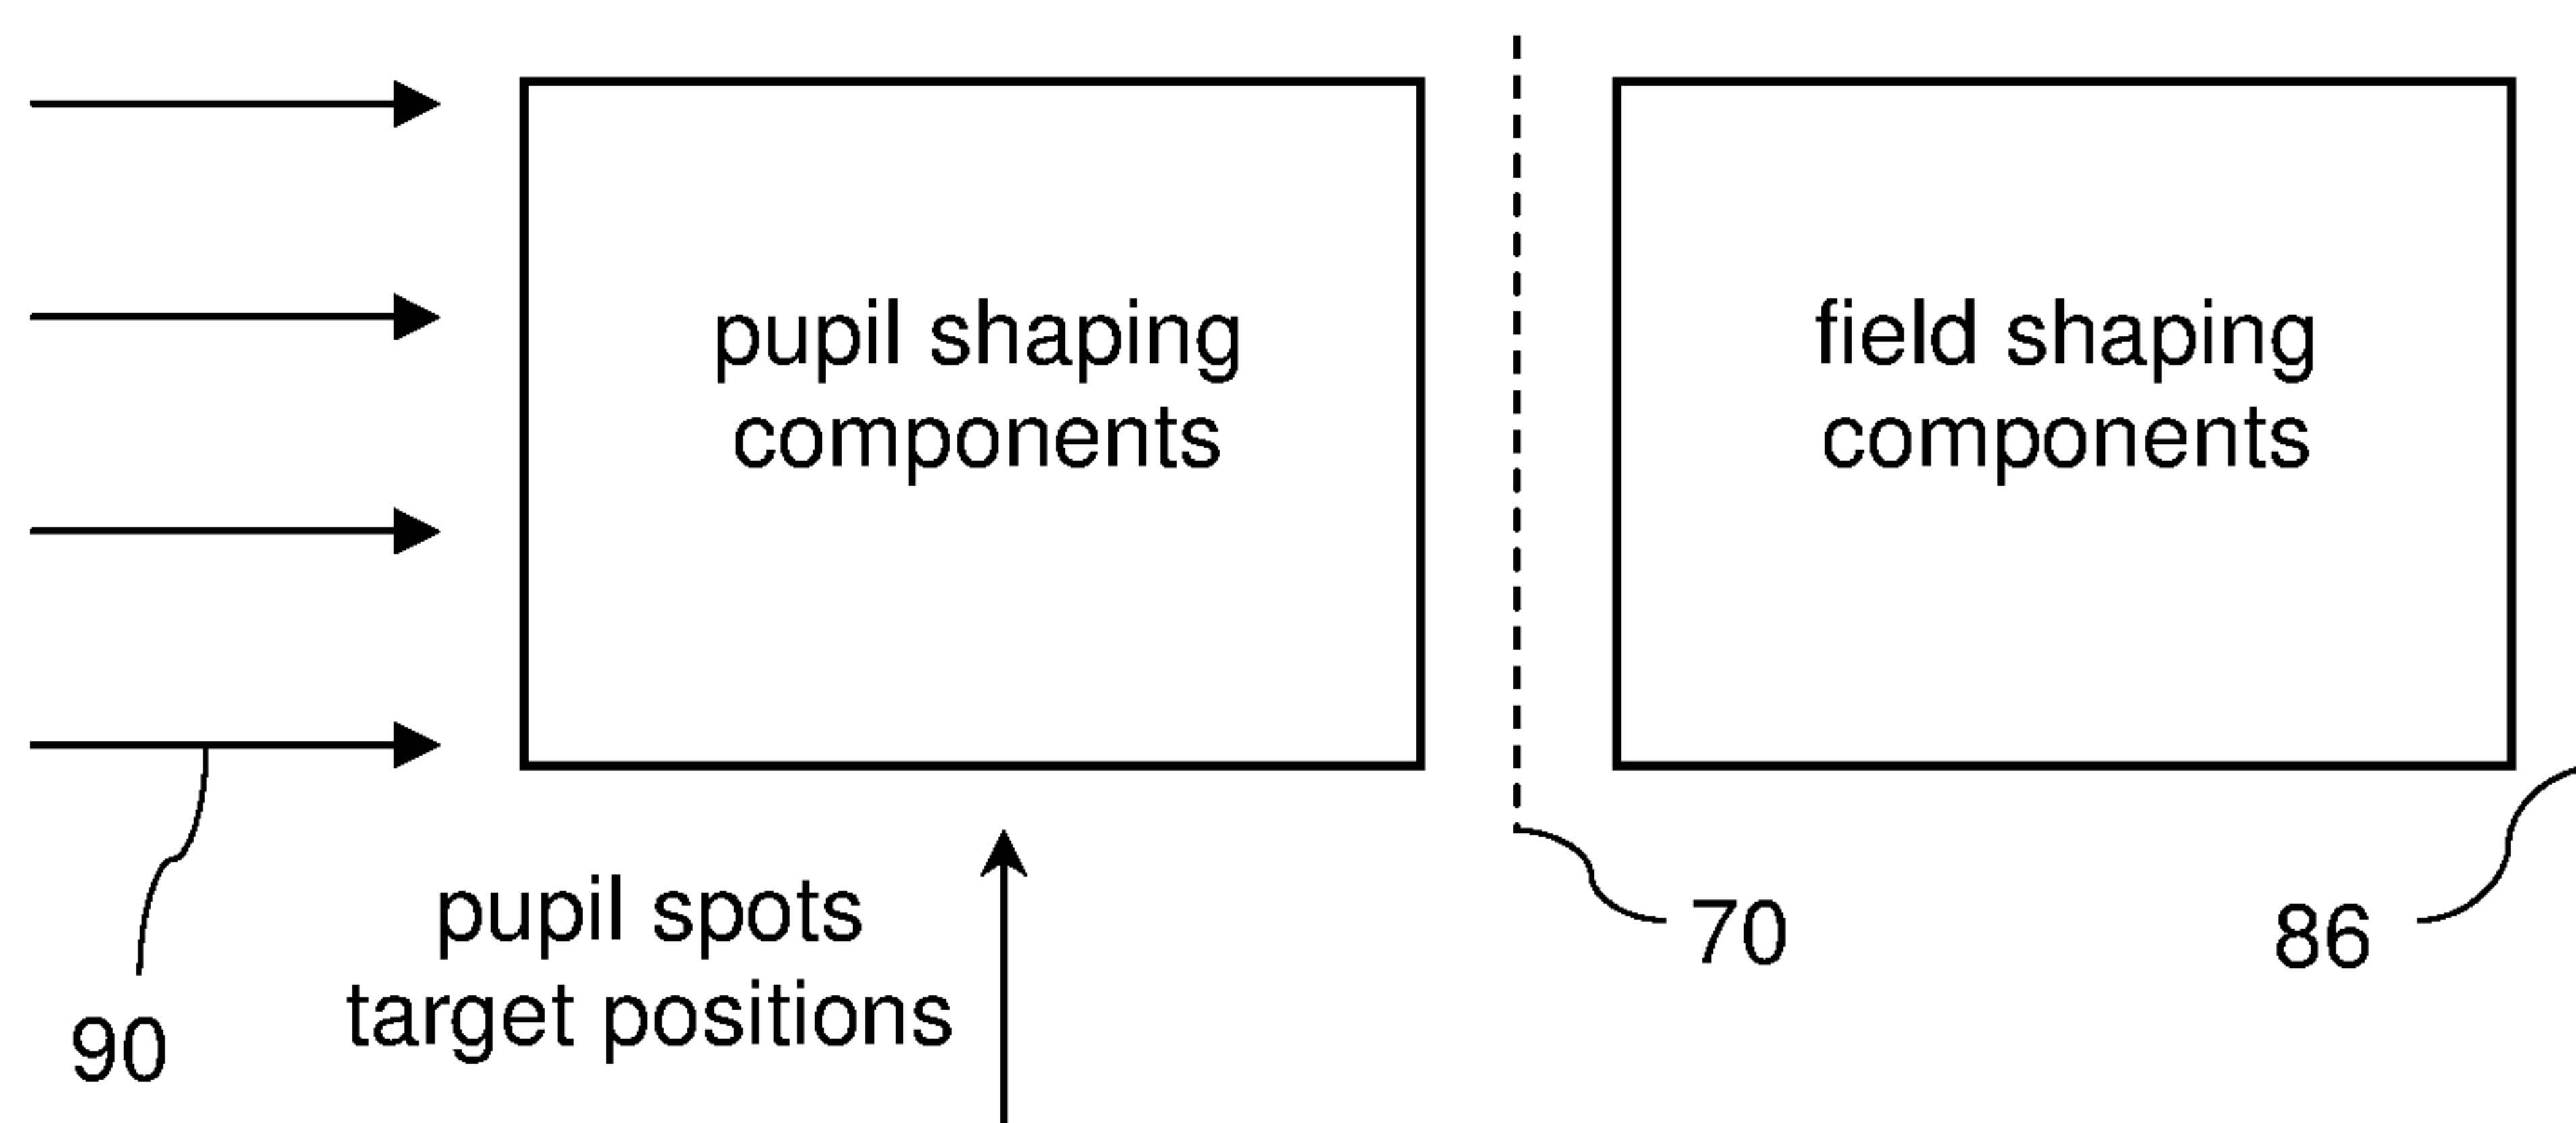 pupil shaping
components
field shaping
components
pupil spots
target positions
70
86
90